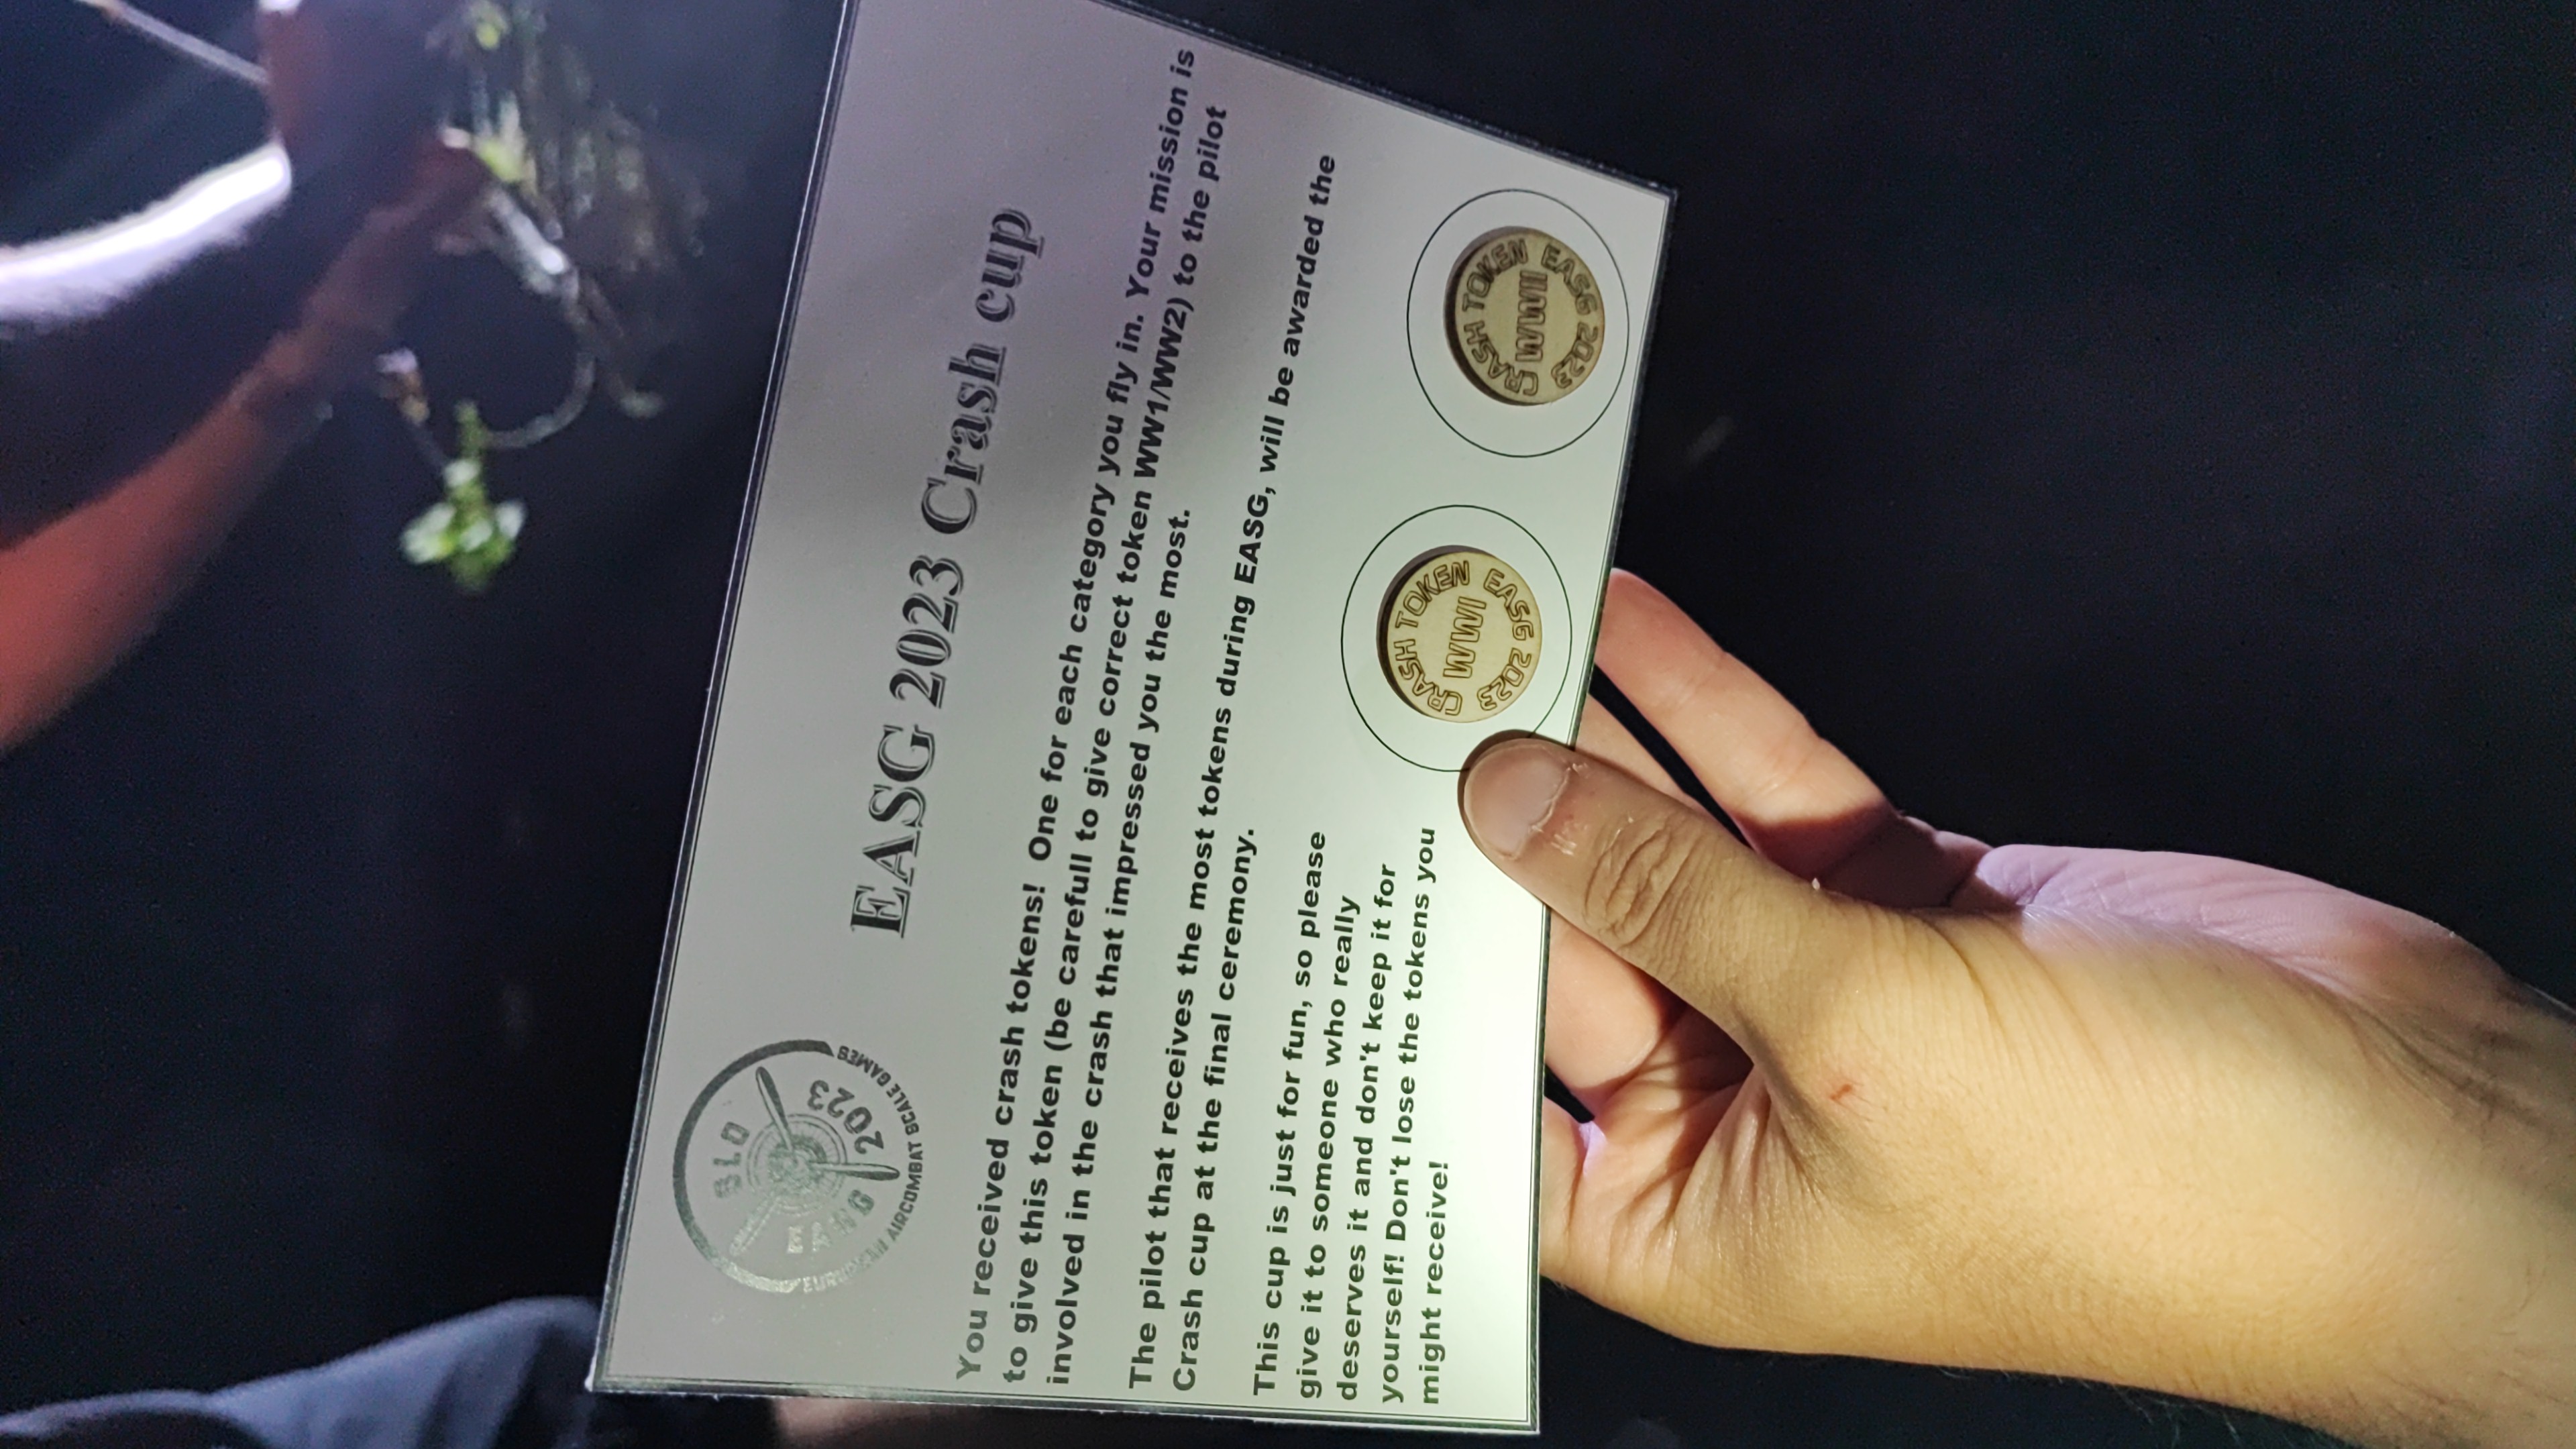 2023
EUROPEAN AIRCOMBAT SCALE GAMES
EASG 2023 Crash cup
You received crash tokens! One for each category you fly in. Your mission is
to give this token (be carefull to give correct token WW1/WW2) to the pilot
involved in the crash that impressed you the most.
The pilot that receives the most tokens during EASG, will be awarded the
Crash cup at the final ceremony.
This cup is just for fun, so please
give it to someone who really
deserves it and don't keep it for
yourself! Don't lose the tokens you
might receive!
CRASH TOKEN
WWI
EASG 2023
CRASH TOKEN
WWII
EASG 2023